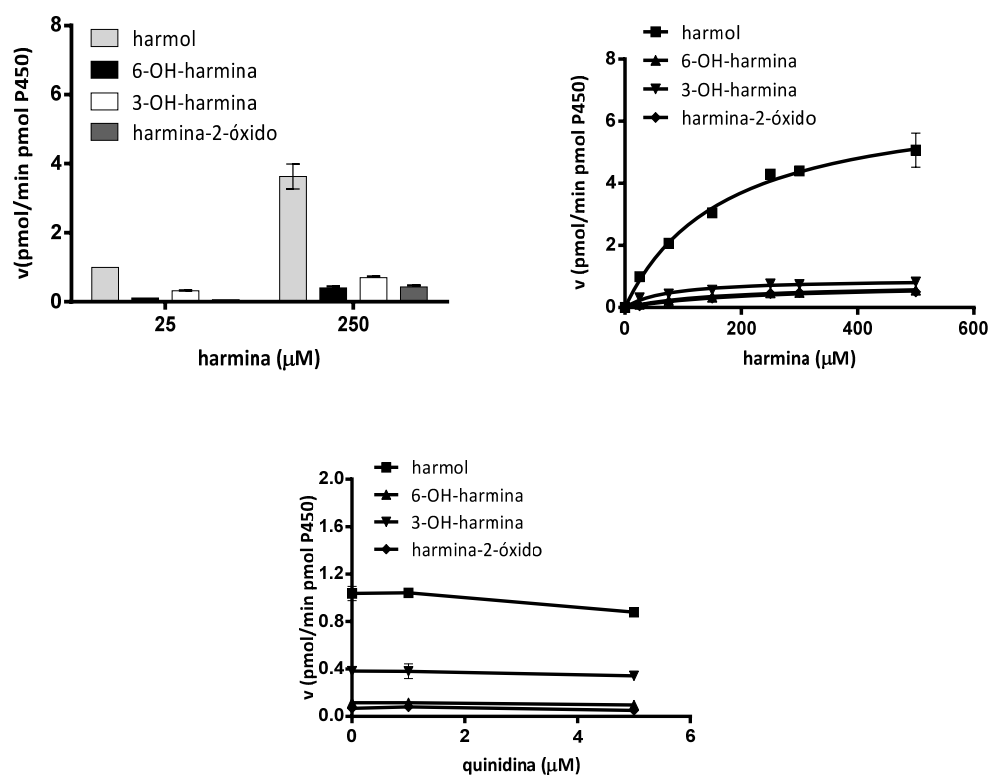 v(pmol/min pmol P450)
8
6
4
2
0
harmol
6-OH-harmina
3-OH-harmina
harmina-2-óxido
25
250
harmina (μM)
v (pmol/min pmol P450)
8
6
4
2
0
harmol
6-OH-harmina
3-OH-harmina
harmina-2-óxido
0
200
400
600
harmina (μM)
v (pmol/min pmol P450)
2.0
1.6
1.2
0.8
0.4
0.0
harmol
6-OH-harmina
3-OH-harmina
harmina-2-óxido
0
2
4
6
quinidina (μM)